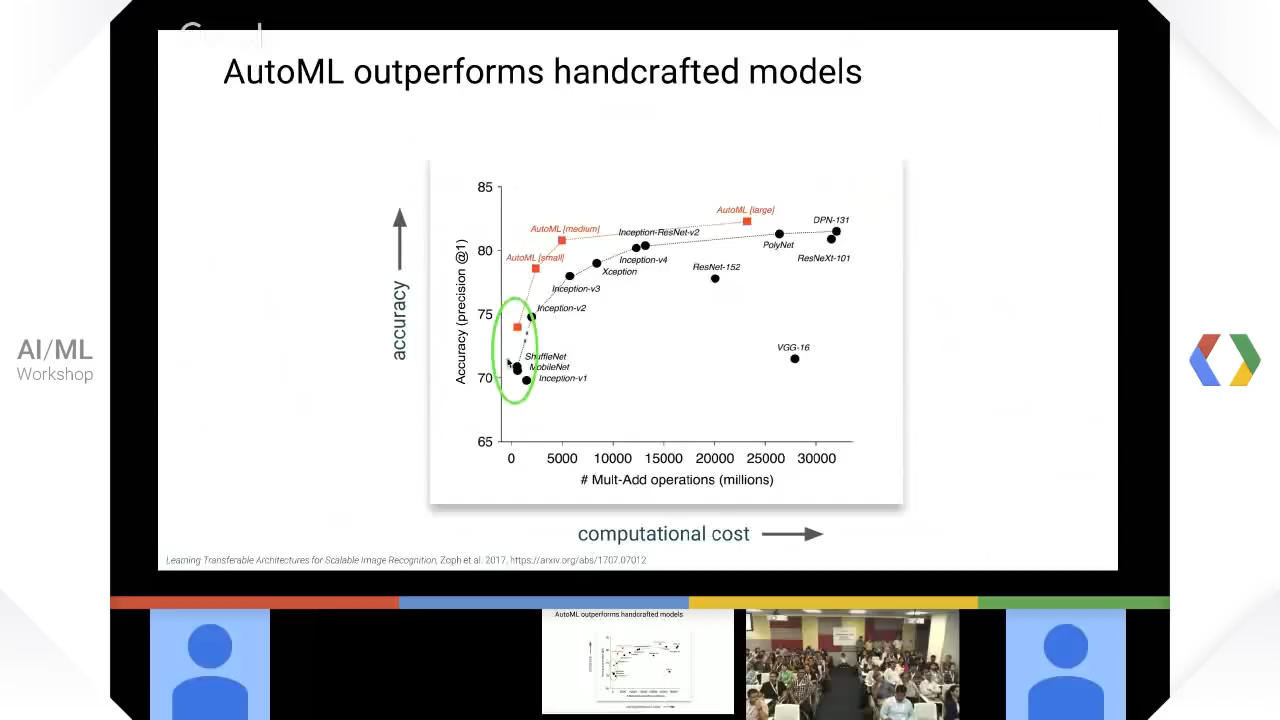 AutoML outperforms handcrafted models
85
80
75
70
65
Accuracy (precision @1)
accuracy
AutoML [large]
AutoML [medium]
AutoML [small]
DPN-131
Inception-ResNet-v2
PolyNet
ResNeXt-101
Inception-v4
Xception
ResNet-152
Inception-v3
Inception-v2
VGG-16
ShuffleNet
MobileNet
Inception-v1
0 5000 10000 15000 20000 25000 30000
# Mult-Add operations (millions)
computational cost
Learning Transferable Architectures for Scalable Image Recognition, Zoph et al. 2017, https://arxiv.org/abs/1707.07012
AI/ML
Workshop
AutoML outperforms handcrafted models